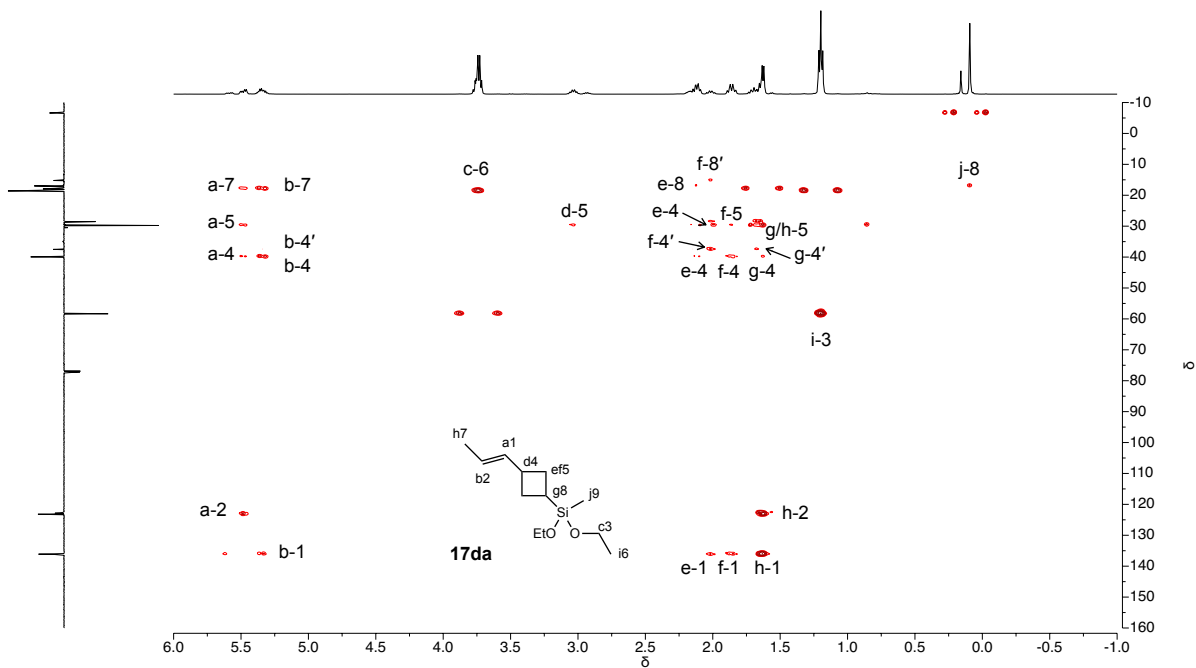 c-6
f-8′
a-7
b-7
e-8
j-8
d-5
a-5
e-4
f-5
g/h-5
b-4′
f-4′
g-4′
a-4
b-4
e-4
f-4
g-4
i-3
h7
a1
d4
ef5
b2
g8
j9
Si
EtO
O
c3
i6
17da
a-2
h-2
b-1
e-1
f-1
h-1
-10
0
10
20
30
40
50
60
70
80
90
100
110
120
130
140
150
160
δ
6.0
5.5
5.0
4.5
4.0
3.5
3.0
2.5
2.0
1.5
1.0
0.5
0.0
-0.5
-1.0
δ